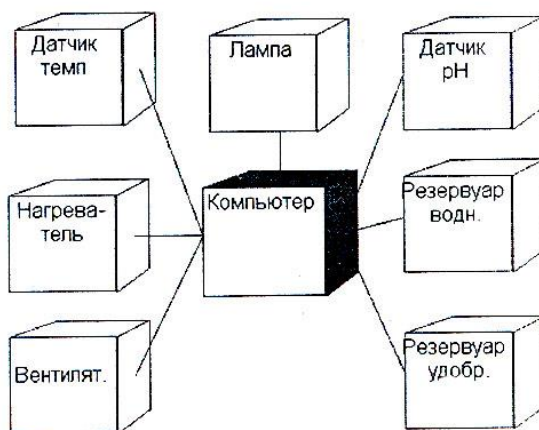 Датчик
темп
Лампа
Датчик
pH
Нагрева-
тель
Компьютер
Резервуар
водн.
Вентилят.
Резервуар
удобр.